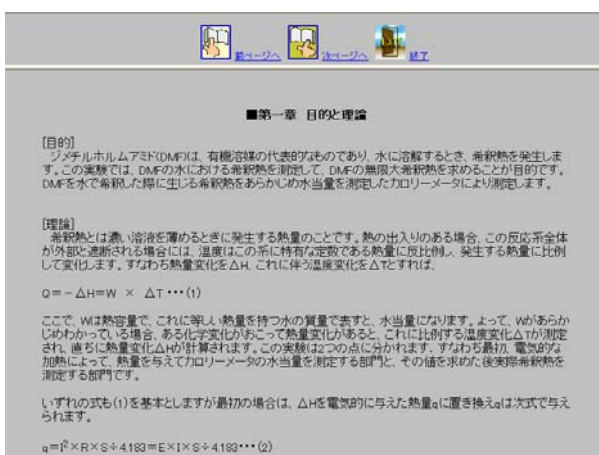 前ページへ 次ページへ 終了
■第一章 目的と理論
[目的]
ジメチルホルムアミド(DMF)は、有機溶媒の代表的なものであり、水に溶解するとき、希釈熱を発生しま
す。この実験では、DMFの水における希釈熱を測定して、DMFの無限大希釈熱を求めることが目的です。
DMFを水で希釈した際に生じる希釈熱をあらかじめ水当量を測定したカロリーメータにより測定します。
[理論]
希釈熱とは濃い溶液を薄めるときに発生する熱量のことです。熱の出入りのある場合、この反応系全体
が外部と遮断される場合には、温度はこの系に特有な定数である熱量に反比例し、発生する熱量に比例
して変化します。すなわち熱量変化をΔH、これに伴う温度変化をΔTとすれば、
Q=-ΔH=W × ΔT・・・(1)
ここで、Wは熱容量で、これに等しい熱量を持つ水の質量で表すと、水当量になります。よって、Wがあらか
じめわかっている場合、ある化学変化がおこって熱量変化があると、これに比例する温度変化ΔTが測定
され、直ちに熱量変化ΔHが計算されます。この実験は2つの点に分かれます。すなわち最初、電気的な
加熱によって、熱量を与えてカロリーメータの水当量を測定する部門と、その値を求めた後実際希釈熱を
測定する部門です。
いずれの式も(1)を基本としますが最初の場合は、ΔHを電気的に与えた熱量qに置き換えqは次式で与え
られます。
q=I²×R×S÷4.183=E×I×S÷4.183・・・(2)